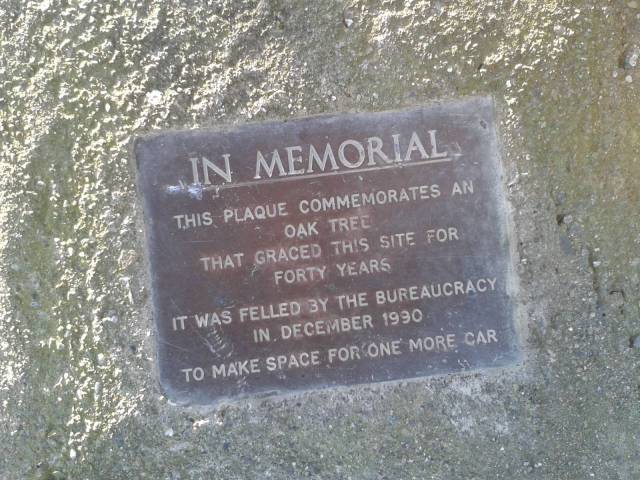 IN MEMORIAL
THIS PLAQUE COMMEMORATES AN
OAK TREE
THAT GRACED THIS SITE FOR
FORTY YEARS
IT WAS FELLED BY THE BUREAUCRACY
IN DECEMBER 1990
TO MAKE SPACE FOR ONE MORE CAR